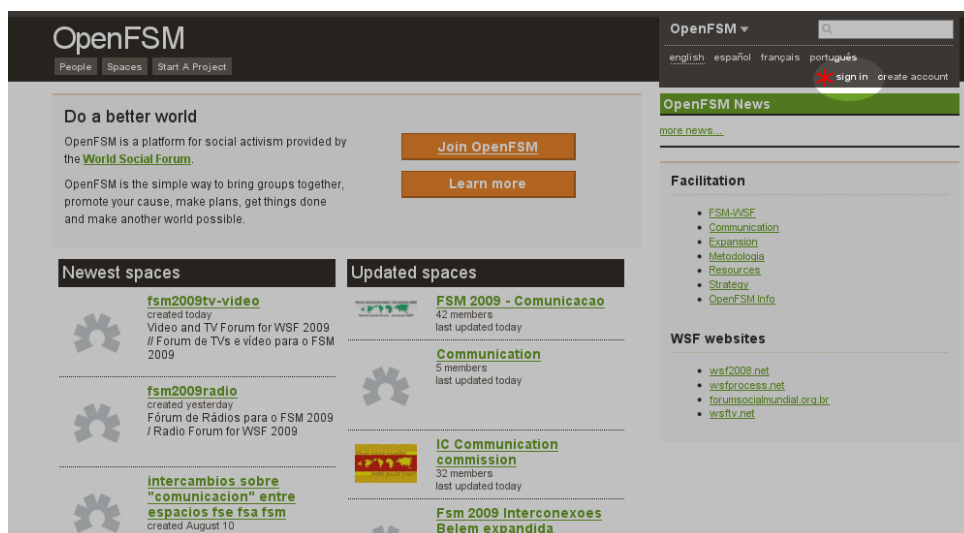 OpenFSM
People Spaces Start A Project
OpenFSM
english español français português
sign in create account
Do a better world
OpenFSM is a platform for social activism provided by
the World Social Forum.
OpenFSM is the simple way to bring groups together,
promote your cause, make plans, get things done
and make another world possible.
Join OpenFSM
Learn more
Newest spaces
fsm2009tv-video
created today
Video and TV Forum for WSF 2009
// Forum de TVs e vídeo para o FSM
2009
fsm2009radio
created yesterday
Fórum de Rádios para o FSM 2009
/ Radio Forum for WSF 2009
intercambios sobre
"comunicacion" entre
espacios fse fsa fsm
created August 10
Updated spaces
FSM 2009 - Comunicacao
42 members
last updated today
Communication
5 members
last updated today
IC Communication
commission
32 members
last updated today
Fsm 2009 Interconexoes
Belem expandida
OpenFSM News
more news...
Facilitation
FSM-WSF
Communication
Expansion
Metodologia
Resources
Strategy
OpenFSM Info
WSF websites
wsf2008.net
wsfprocess.net
forumsocialmundial.org.br
wsftv.net